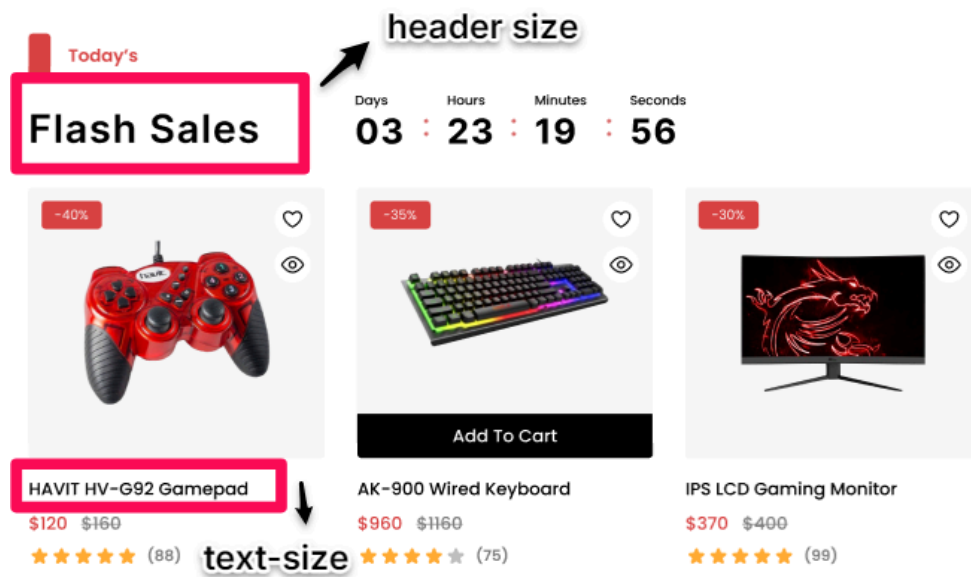 header size
Today's
Flash Sales
Days Hours Minutes Seconds
03 : 23 : 19 : 56
-40%
-35%
-30%
havit
Add To Cart
HAVIT HV-G92 Gamepad
AK-900 Wired Keyboard
IPS LCD Gaming Monitor
$120 $160
$960 $1160
$370 $400
(88)
(75)
(99)
text-size